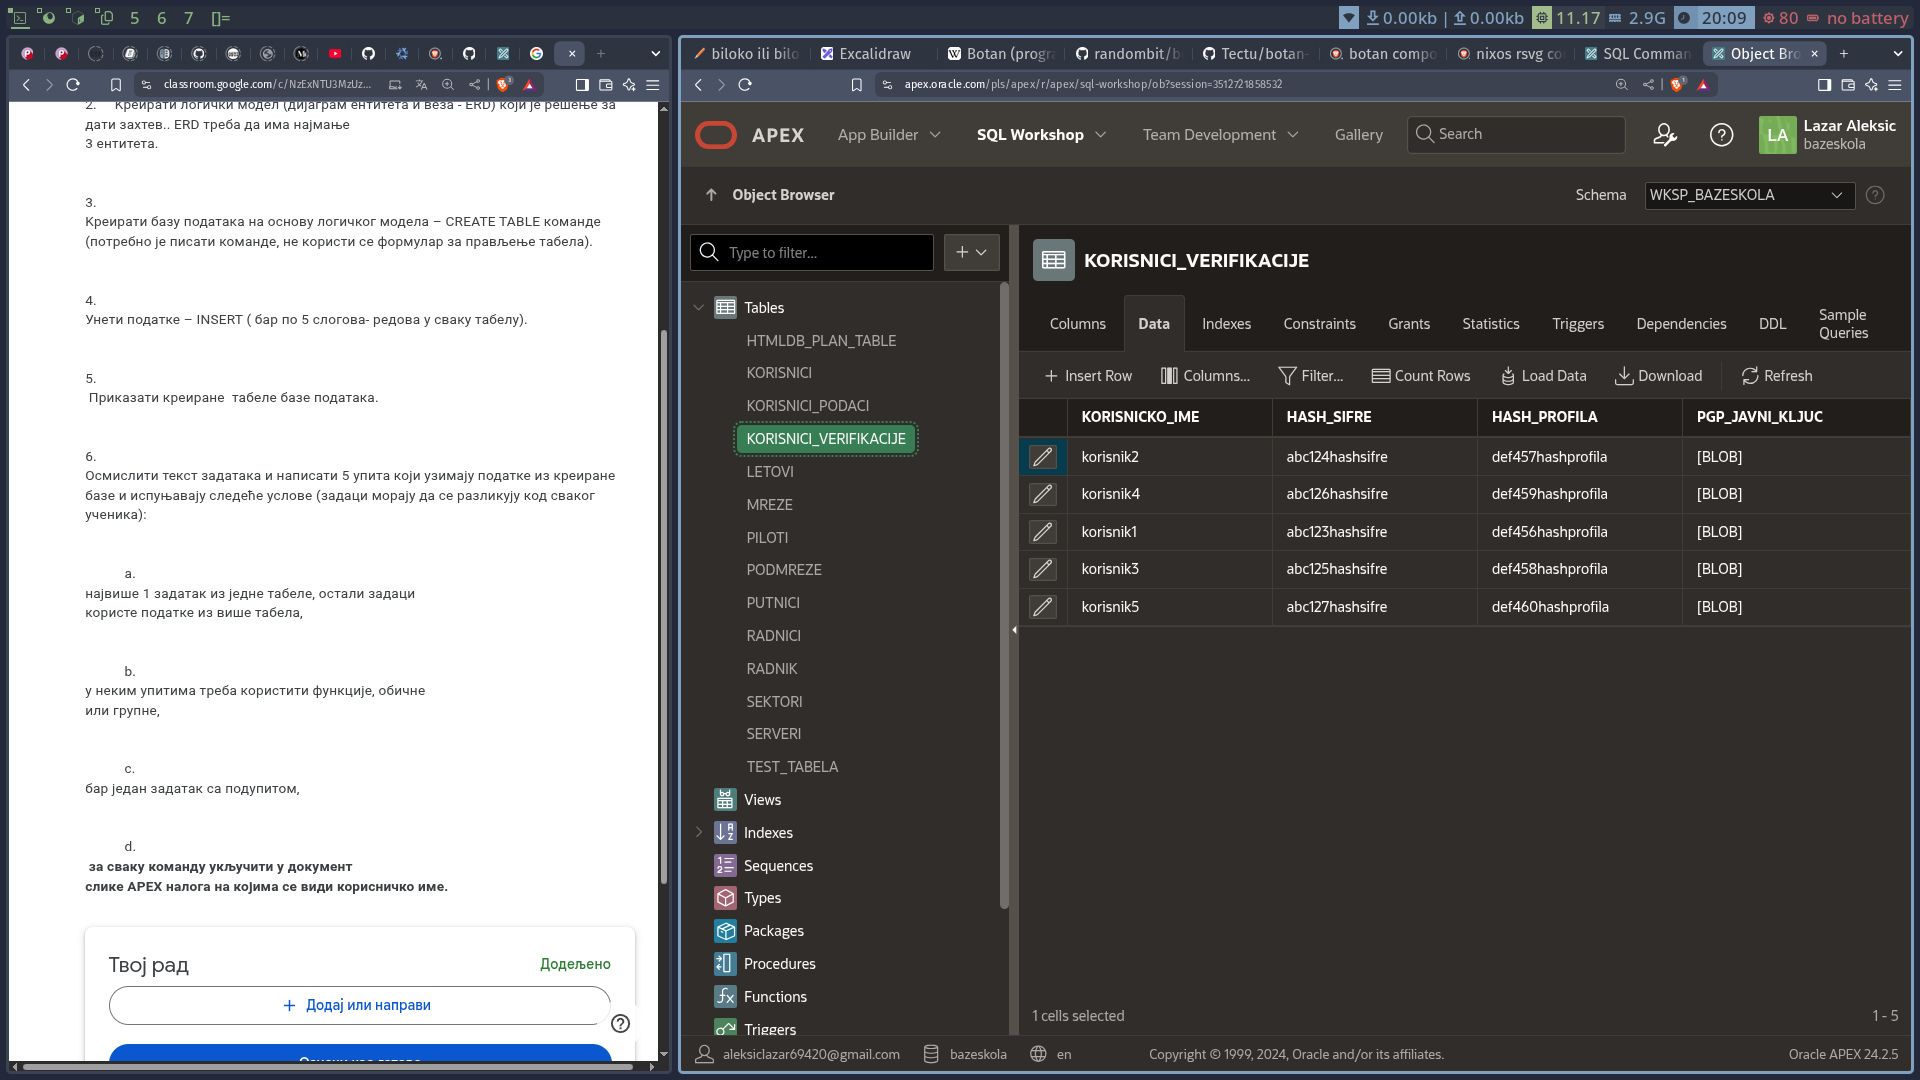 5 6 7 []=
0.00kb | 0.00kb 11.17 2.9G 20:09 80 no battery
classroom.google.com/c/NzExNTU3MzUz...
2. Креирати логички модел (дијаграм ентитета и веза - ERD) који је решење за
дати захтев.. ERD треба да има најмање
3 ентитета.
3.
Креирати базу података на основу логичког модела – CREATE TABLE команде
(потребно је писати команде, не користи се формулар за прављење табела).
4.
Унети податке – INSERT ( бар по 5 слогова- редова у сваку табелу).
5.
Приказати креиране табеле базе података.
6.
Осмислити текст задатака и написати 5 упита који узимају податке из креиране
базе и испуњавају следеће услове (задаци морају да се разликују код сваког
ученика):
a.
највише 1 задатак из једне табеле, остали задаци
користе податке из више табела,
b.
у неким упитима треба користити функције, обичне
или групне,
c.
бар један задатак са подупитом,
d.
за сваку команду укључити у документ
слике APEX налога на којима се види корисничко име.
Твој рад Додељено
Додај или направи
biloko ili bilo Excalidraw Botan (progra randombit/b Tectu/botan- botan compo nixos rsvg co SQL Comman Object Bro
apex.oracle.com/pls/apex/r/apex/sql-workshop/ob?session=3512721858532
APEX App Builder SQL Workshop Team Development Gallery Search LA Lazar Aleksic
bazeskola
Object Browser Schema WKSP_BAZESKOLA
Type to filter...
Tables
HTMLDB_PLAN_TABLE
KORISNICI
KORISNICI_PODACI
KORISNICI_VERIFIKACIJE
LETOVI
MREZE
PILOTI
PODMREZE
PUTNICI
RADNICI
RADNIK
SEKTORI
SERVERI
TEST_TABELA
Views
Indexes
Sequences
Types
Packages
Procedures
Functions
Triggers
KORISNICI_VERIFIKACIJE
Columns Data Indexes Constraints Grants Statistics Triggers Dependencies DDL Sample Queries
Insert Row Columns... Filter... Count Rows Load Data Download Refresh
KORISNICKO_IME HASH_SIFRE HASH_PROFILA PGP_JAVNI_KLJUC
korisnik2 abc124hashsifre def457hashprofila [BLOB]
korisnik4 abc126hashsifre def459hashprofila [BLOB]
korisnik1 abc123hashsifre def456hashprofila [BLOB]
korisnik3 abc125hashsifre def458hashprofila [BLOB]
korisnik5 abc127hashsifre def460hashprofila [BLOB]
1 cells selected 1 - 5
aleksiclazar69420@gmail.com bazeskola en Copyright © 1999, 2024, Oracle and/or its affiliates. Oracle APEX 24.2.5